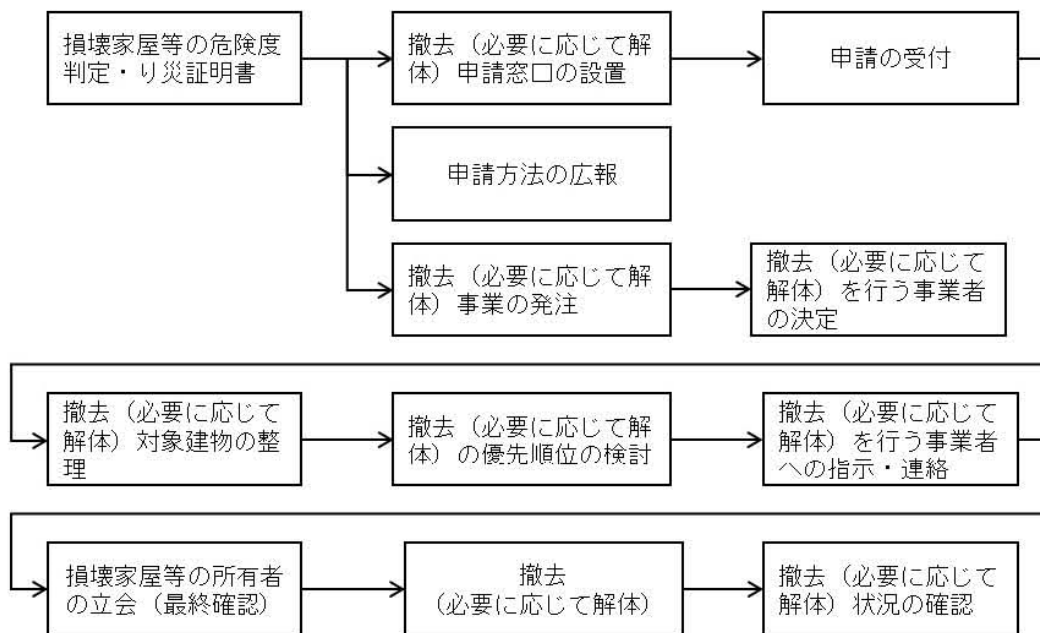 損壊家屋等の危険度
判定・り災証明書
撤去（必要に応じて解
体）申請窓口の設置
申請の受付
申請方法の広報
撤去（必要に応じて解
体）事業の発注
撤去（必要に応じて
解体）を行う事業者
の決定
撤去（必要に応じて
解体）対象建物の整
理
撤去（必要に応じて解
体）の優先順位の検討
撤去（必要に応じて
解体）を行う事業者
への指示・連絡
損壊家屋等の所有者
の立会（最終確認）
撤去
（必要に応じて解体）
撤去（必要に応じて
解体）状況の確認